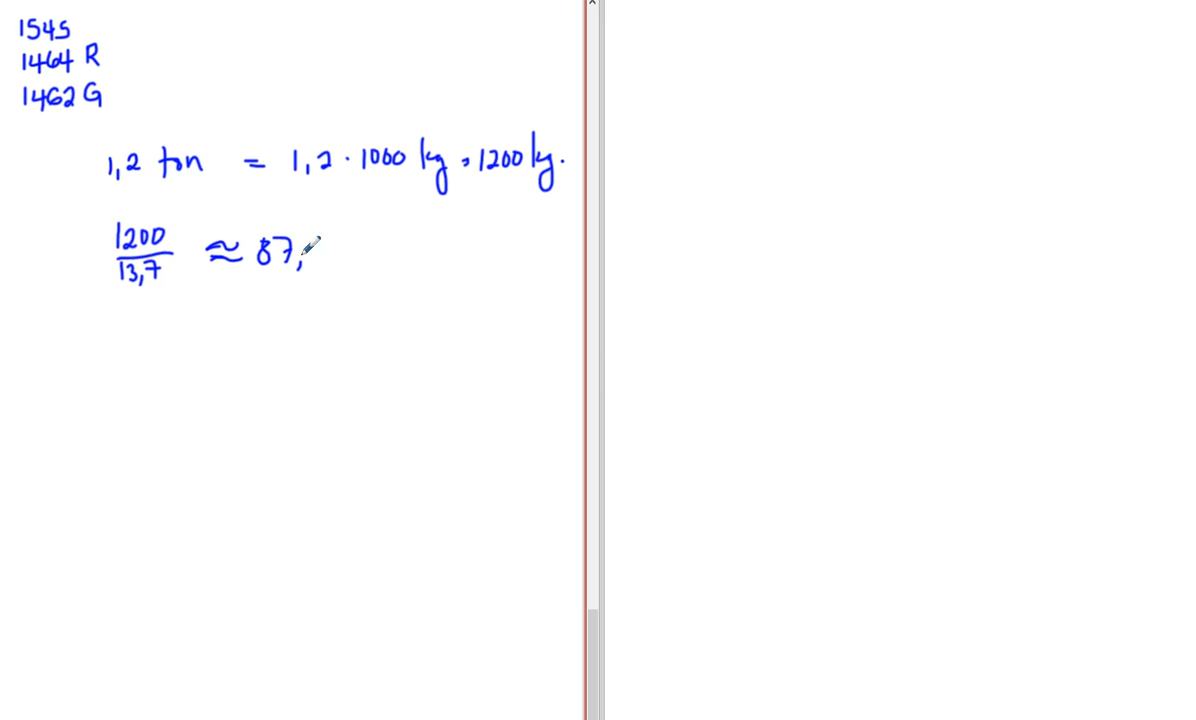 1545
1464 R
1462 G
1,2 ton = 1,2 · 1000 kg = 1200 kg.
1200
13,7
≈ 87,